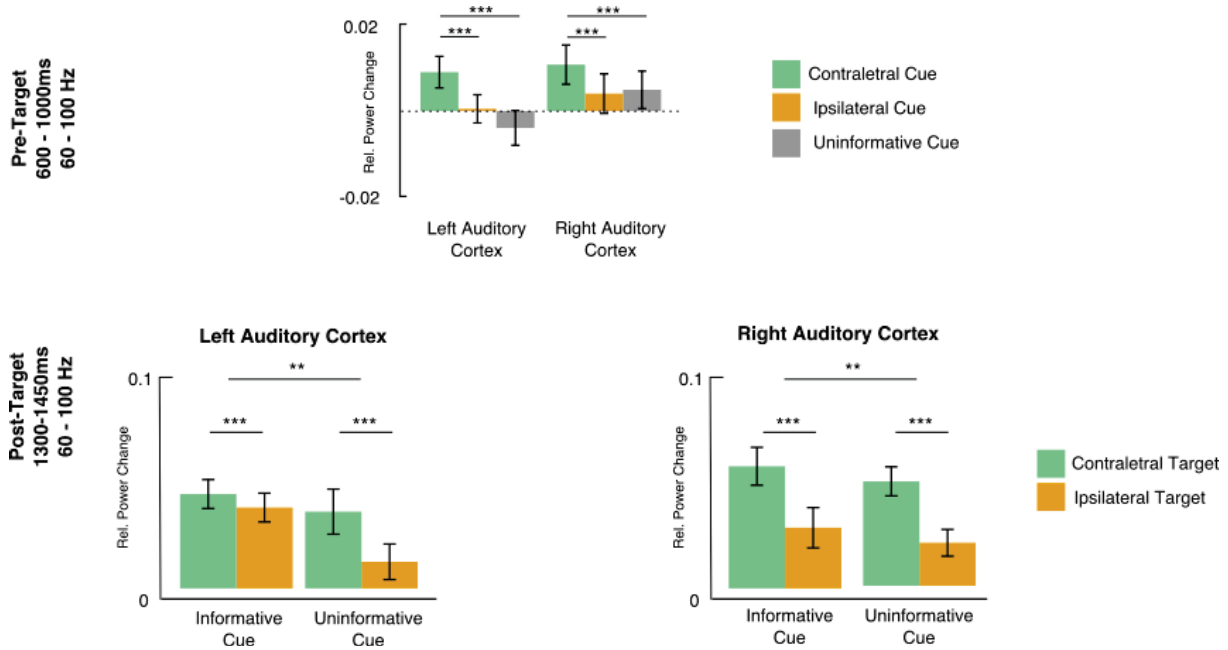 Pre-Target
600 - 1000ms
60 - 100 Hz
0.02
-0.02
Rel. Power Change
***
***
***
***
Left Auditory
Cortex
Right Auditory
Cortex
Contraletral Cue
Ipsilateral Cue
Uninformative Cue
Post-Target
1300-1450ms
60 - 100 Hz
Left Auditory Cortex
0.1
0
Rel. Power Change
**
***
***
Informative
Cue
Uninformative
Cue
Right Auditory Cortex
0.1
0
Rel. Power Change
**
***
***
Informative
Cue
Uninformative
Cue
Contraletral Target
Ipsilateral Target